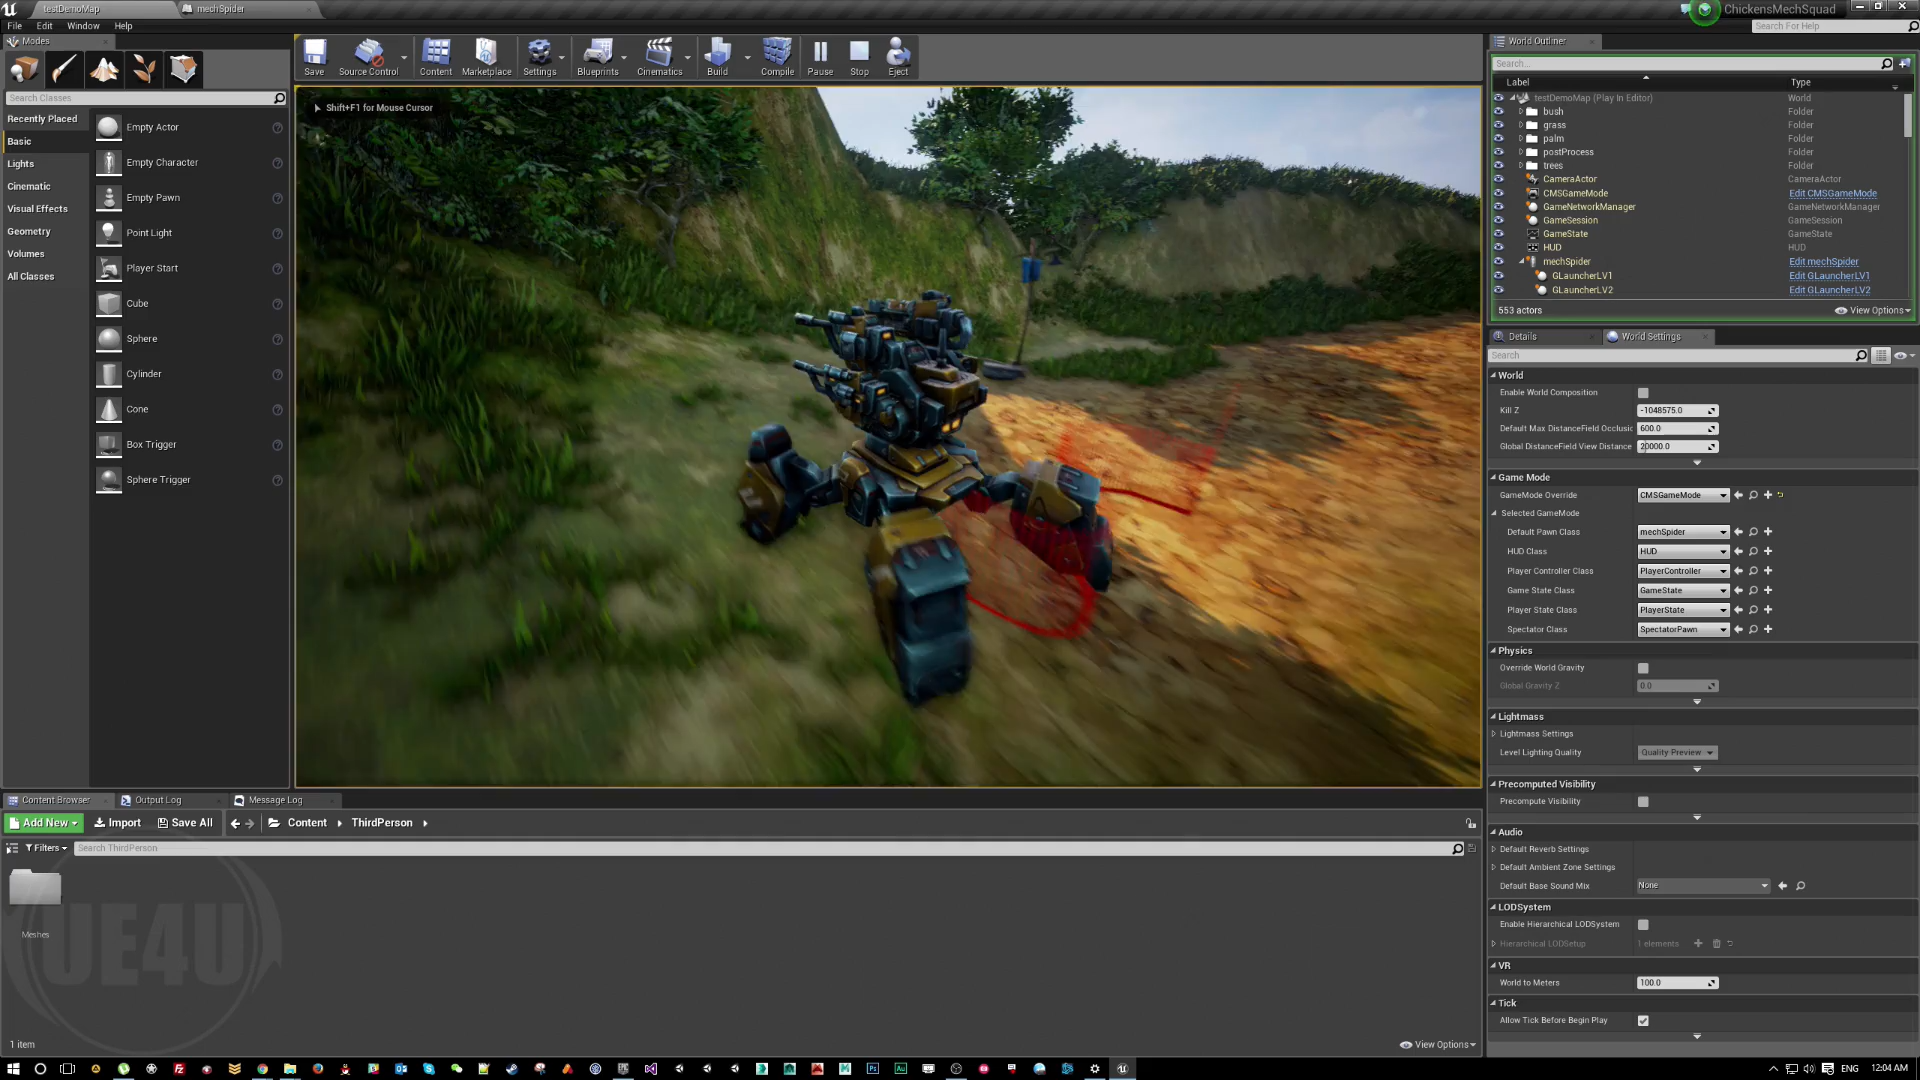 testDemoMap
mechSpider
ChickensMechSquad
File Edit Window Help
Search For Help
Modes
Search Classes
Recently Placed
Basic
Lights
Cinematic
Visual Effects
Geometry
Volumes
All Classes
Empty Actor
Empty Character
Empty Pawn
Point Light
Player Start
Cube
Sphere
Cylinder
Cone
Box Trigger
Sphere Trigger
Save
Source Control
Content
Marketplace
Settings
Blueprints
Cinematics
Build
Compile
Pause
Stop
Eject
Shift+F1 for Mouse Cursor
World Outliner
Search...
Label Type
testDemoMap (Play In Editor) World
bush Folder
grass Folder
palm Folder
postProcess Folder
trees Folder
CameraActor CameraActor
CMSGameMode Edit CMSGameMode
GameNetworkManager GameNetworkManager
GameSession GameSession
GameState GameState
HUD HUD
mechSpider Edit mechSpider
GLauncherLV1 Edit GLauncherLV1
GLauncherLV2 Edit GLauncherLV2
553 actors
View Options
Details
World Settings
Search
World
Enable World Composition
Kill Z -1048575.0
Default Max DistanceField Occlusic 600.0
Global DistanceField View Distance 20000.0
Game Mode
GameMode Override CMSGameMode
Selected GameMode
Default Pawn Class mechSpider
HUD Class HUD
Player Controller Class PlayerController
Game State Class GameState
Player State Class PlayerState
Spectator Class SpectatorPawn
Physics
Override World Gravity
Global Gravity Z 0.0
Lightmass
Lightmass Settings
Level Lighting Quality Quality Preview
Precomputed Visibility
Precompute Visibility
Audio
Default Reverb Settings
Default Ambient Zone Settings
Default Base Sound Mix None
LODSystem
Enable Hierarchical LODSystem
Hierarchical LODSetup 1 elements
VR
World to Meters 100.0
Tick
Allow Tick Before Begin Play
Content Browser
Output Log
Message Log
Add New
Import
Save All
Content
ThirdPerson
Filters
Search ThirdPerson
Meshes
UE4U
1 item
View Options
ENG 12:04 AM